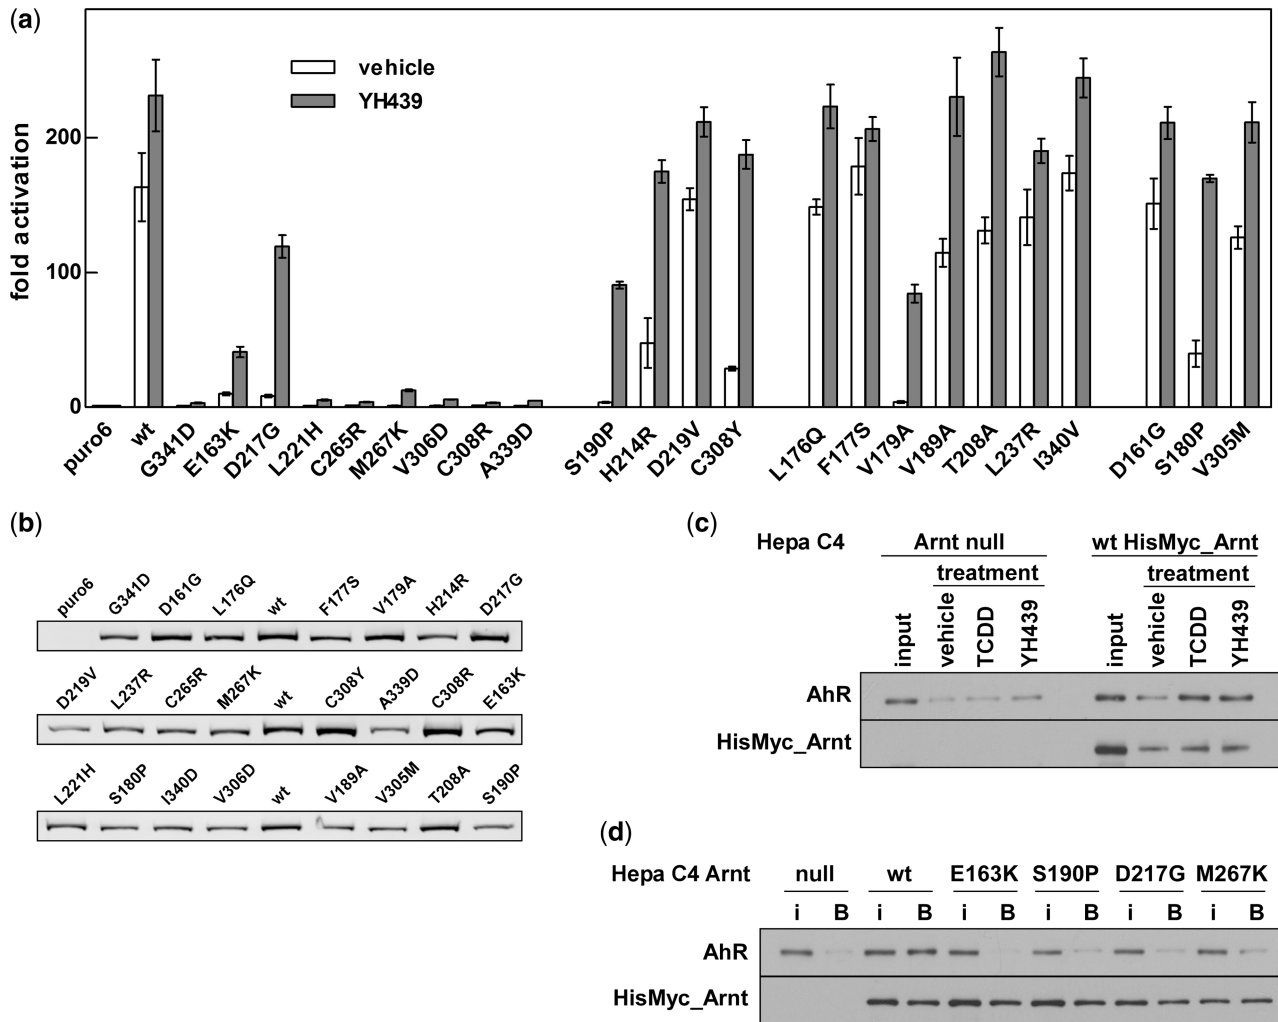 (a)
vehicle
YH439
fold activation
200
100
0
puro6 wt G341D E163K D217G L221H C265R M267K V306D C308R A339D S190P H214R D219V C308Y L176Q F177S V179A V189A T208A L237R I340V D161G S180P V305M
(b)
puro6 G341D D161G L176Q wt F177S V179A H214R D217G
D219V L237R C265R M267K wt C308Y A339D C308R E163K
L221H S180P I340D V306D wt V189A V305M T208A S190P
(c)
Hepa C4 Arnt null wt HisMyc_Arnt
treatment treatment
input vehicle TCDD YH439 input vehicle TCDD YH439
AhR
HisMyc_Arnt
(d)
Hepa C4 Arnt null wt E163K S190P D217G M267K
i B i B i B i B i B i B
AhR
HisMyc_Arnt